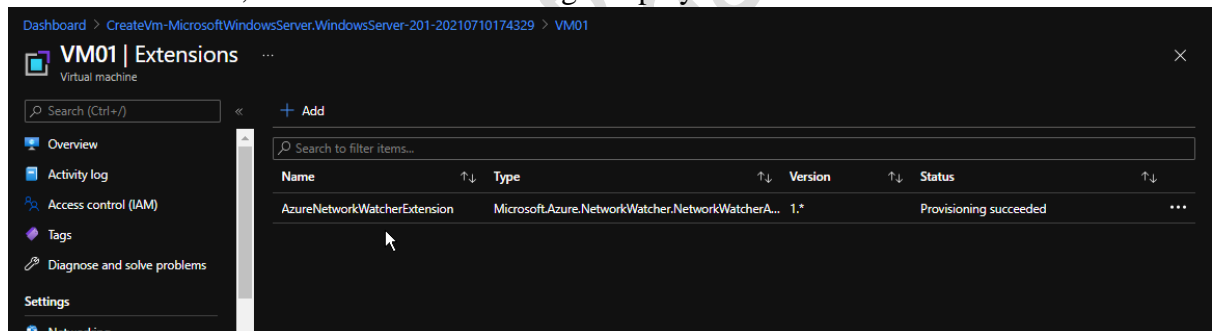 Dashboard > CreateVm-MicrosoftWindowsServer.WindowsServer-201-20210710174329 > VM01
VM01 | Extensions ...
Virtual machine
Search (Ctrl+/) «
+ Add
Overview
Search to filter items...
Activity log
Name ↑↓ Type ↑↓ Version ↑↓ Status ↑↓
Access control (IAM)
AzureNetworkWatcherExtension Microsoft.Azure.NetworkWatcher.NetworkWatcherA... 1.* Provisioning succeeded ...
Tags
Diagnose and solve problems
Settings